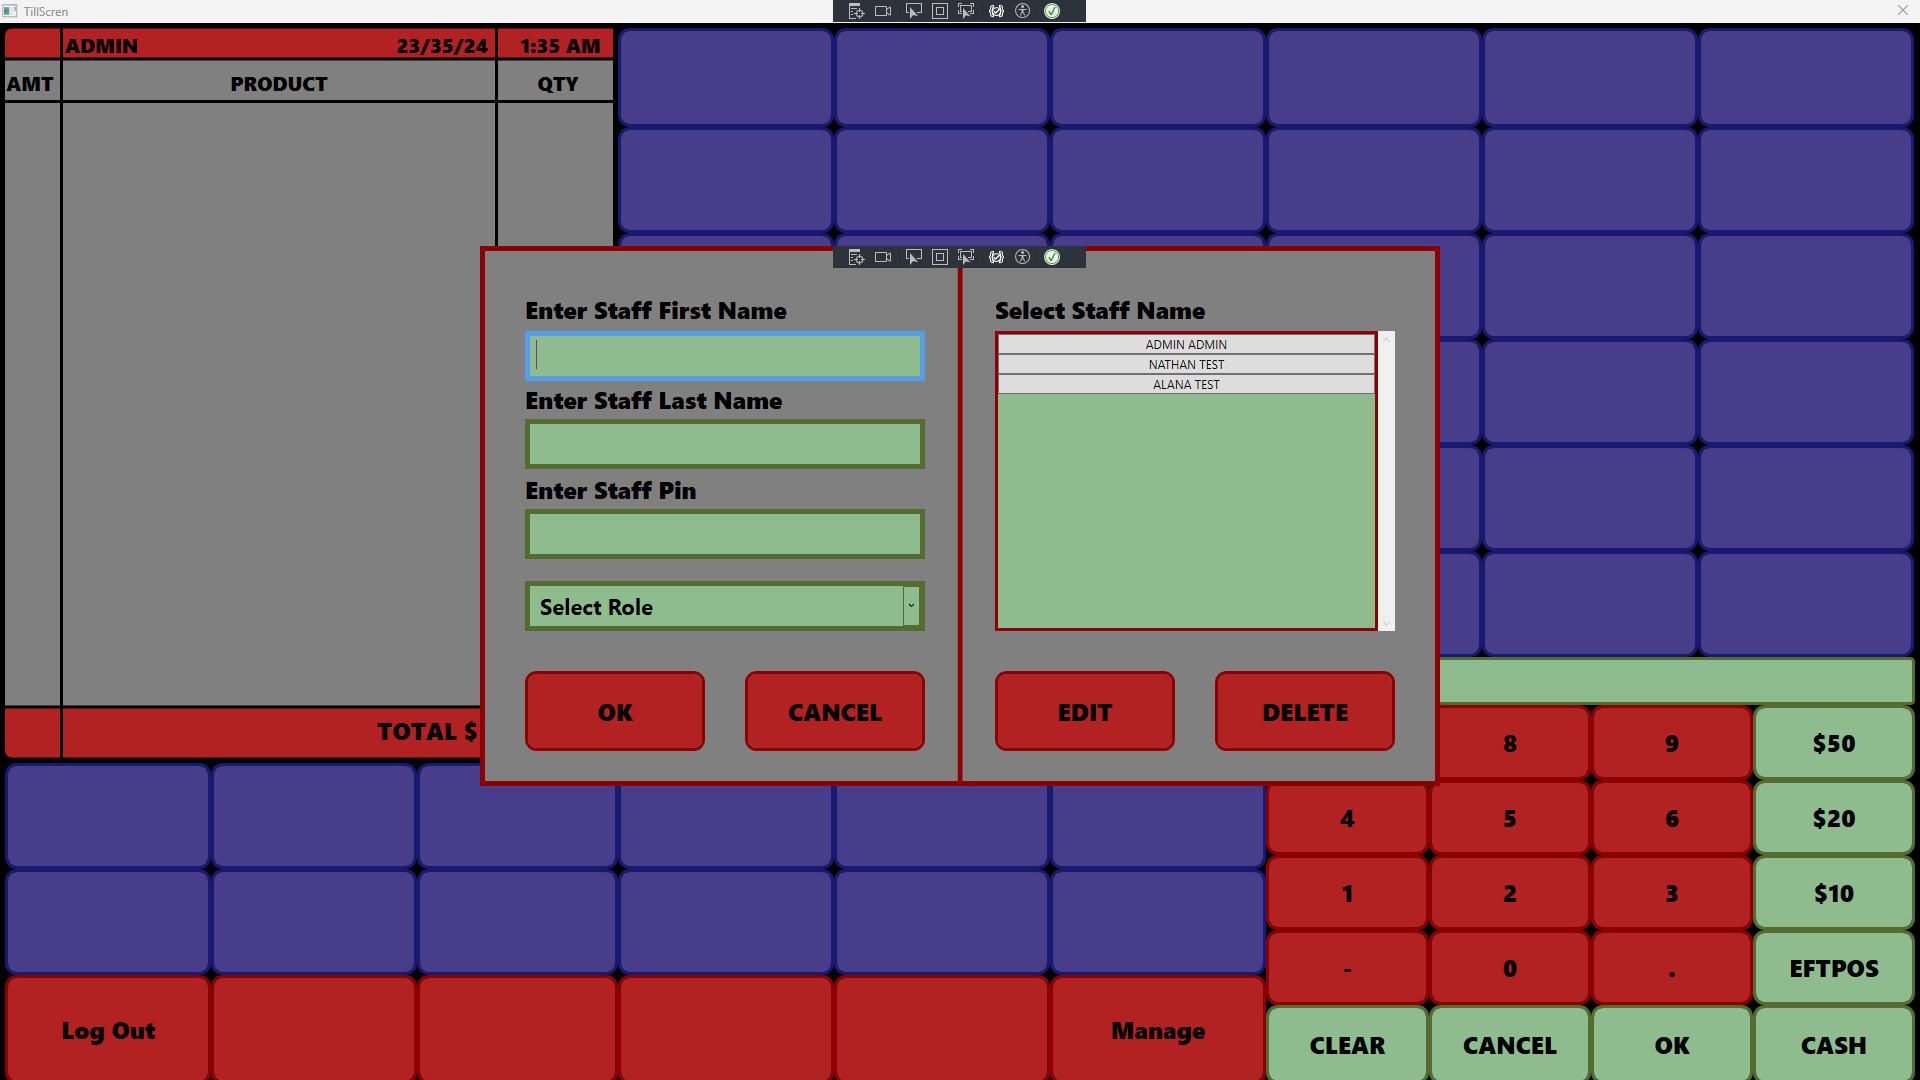 TillScren
ADMIN 23/35/24 1:35 AM
AMT PRODUCT QTY
Enter Staff First Name
Enter Staff Last Name
Enter Staff Pin
Select Role
OK CANCEL
Select Staff Name
ADMIN ADMIN
NATHAN TEST
ALANA TEST
EDIT DELETE
TOTAL $
8 9 $50
4 5 6 $20
1 2 3 $10
- 0 . EFTPOS
Log Out Manage CLEAR CANCEL OK CASH